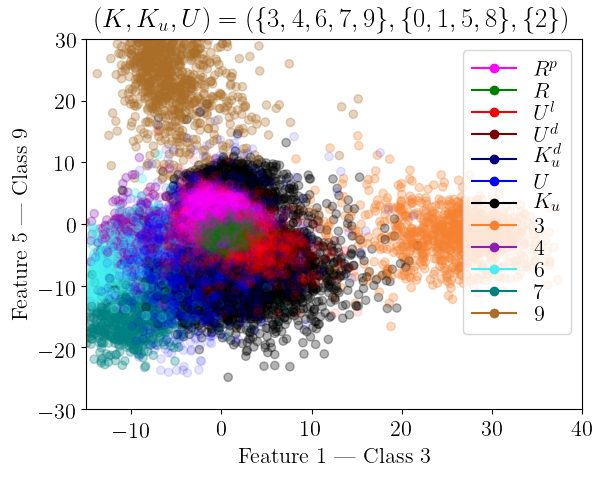 (K, K_u, U) = ({3, 4, 6, 7, 9}, {0, 1, 5, 8}, {2})
30
20
10
0
−10
−20
−30
Feature 5 — Class 9
R^p
R
U^l
U^d
K_u^d
U
K_u
3
4
6
7
9
−10
0
10
20
30
40
Feature 1 — Class 3